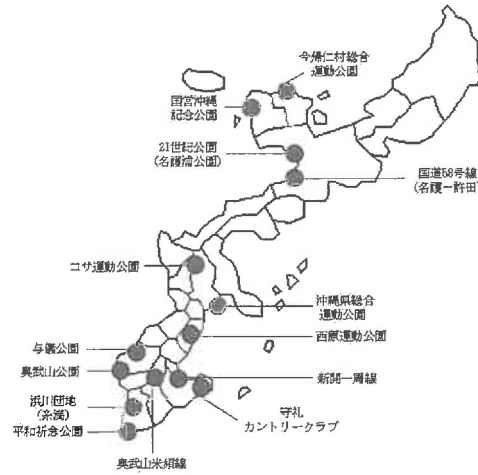 今帰仁村総合
運動公園
国営沖縄
記念公園
21世紀公園
(名護浦公園)
国道58号線
(名護ー許田)
コザ運動公園
沖縄県総合
運動公園
西原運動公園
与儀公園
奥武山公園
新開一周線
浜川団地
(糸満)
守礼
カントリークラブ
平和祈念公園
奥武山米須線